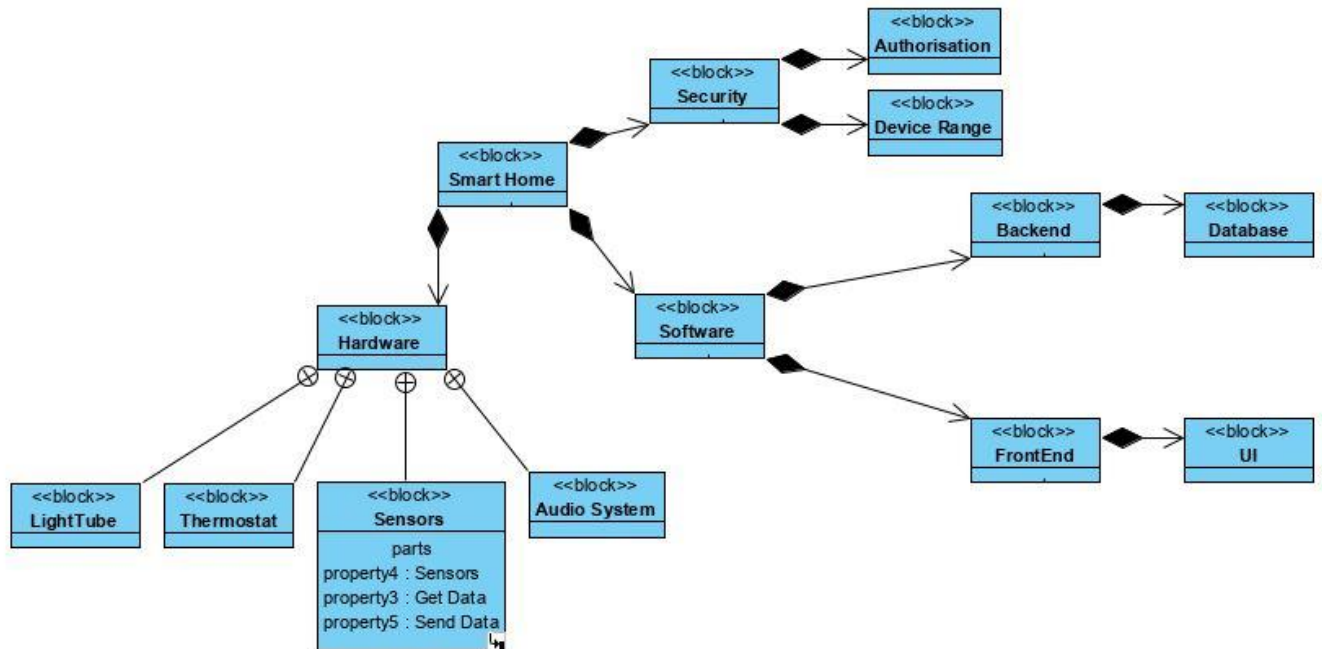 <<block>>
Authorisation
<<block>>
Security
<<block>>
Device Range
<<block>>
Smart Home
<<block>>
Backend
<<block>>
Database
<<block>>
Software
<<block>>
Hardware
<<block>>
FrontEnd
<<block>>
UI
<<block>>
LightTube
<<block>>
Thermostat
<<block>>
Sensors
parts
property4 : Sensors
property3 : Get Data
property5 : Send Data
<<block>>
Audio System